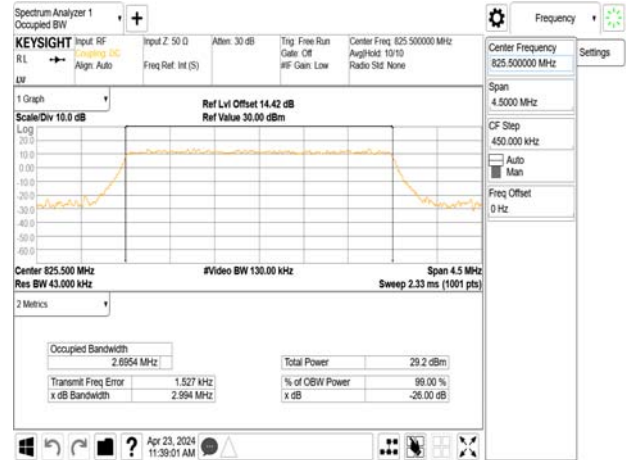 Spectrum Analyzer 1
Occupied BW
+
Frequency
KEYSIGHT
RL
Input: RF
Coupling: DC
Align: Auto
Input Z: 50 Ω
Freq Ref: Int (S)
Atten: 30 dB
Trig: Free Run
Gate: Off
#IF Gain: Low
Center Freq: 825.500000 MHz
Avg|Hold: 10/10
Radio Std: None
1 Graph
Scale/Div 10.0 dB
Ref Lvl Offset 14.42 dB
Ref Value 30.00 dBm
Log
20.0
10.0
0.00
-10.0
-20.0
-30.0
-40.0
-50.0
-60.0
Center 825.500 MHz
Res BW 43.000 kHz
#Video BW 130.00 kHz
Span 4.5 MHz
Sweep 2.33 ms (1001 pts)
2 Metrics
Occupied Bandwidth
2.6954 MHz
Transmit Freq Error 1.527 kHz
x dB Bandwidth 2.994 MHz
Total Power 29.2 dBm
% of OBW Power 99.00 %
x dB -26.00 dB
?
Apr 23, 2024
11:39:01 AM
Center Frequency
825.500000 MHz
Settings
Span
4.5000 MHz
CF Step
450.000 kHz
Auto
Man
Freq Offset
0 Hz